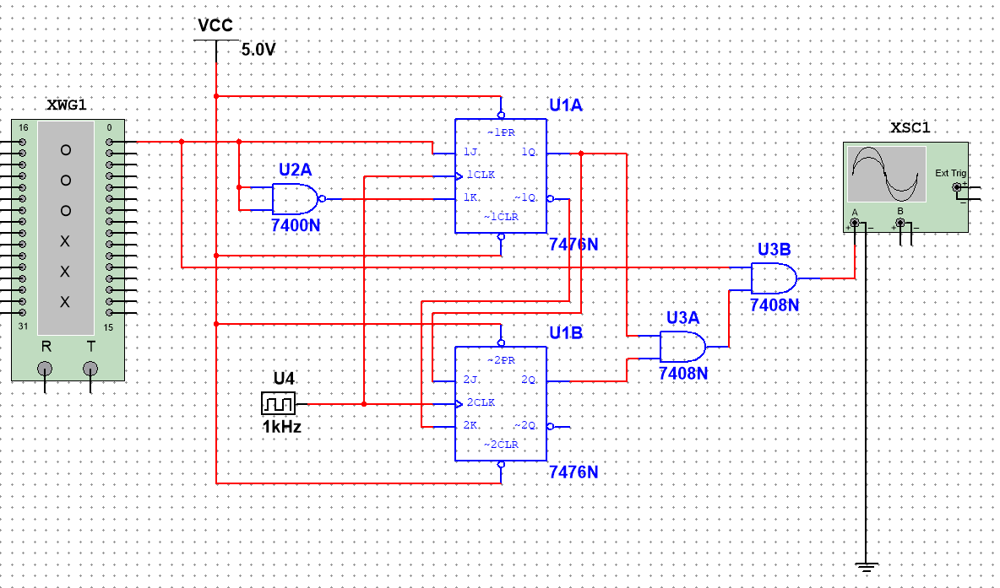 VCC
5.0V
XWG1
16 0
O
O
O
X
X
X
31 15
R T
U1A
~1PR
1J 1Q
1CLK
1K ~1Q
~1CLR
7476N
U2A
7400N
XSC1
Ext Trig
+
−
A B
+ − + −
U3B
7408N
U3A
7408N
U1B
~2PR
2J 2Q
2CLK
2K ~2Q
~2CLR
7476N
U4
1kHz